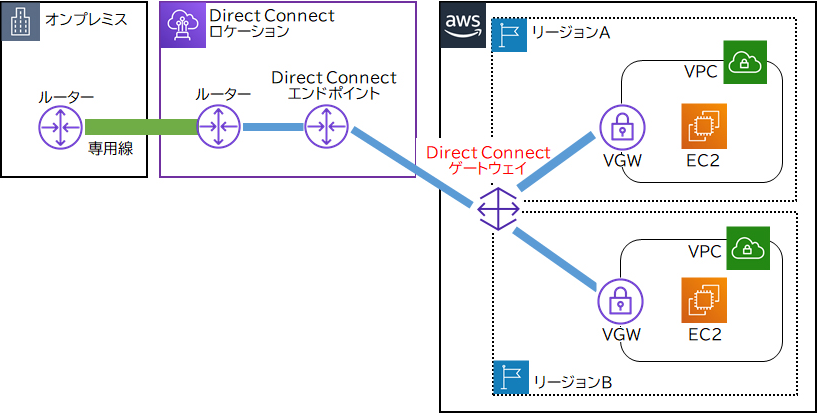 オンプレミス
ルーター
専用線
Direct Connect
ロケーション
ルーター
Direct Connect
エンドポイント
aws
リージョンA
VPC
VGW
EC2
Direct Connect
ゲートウェイ
VPC
VGW
EC2
リージョンB